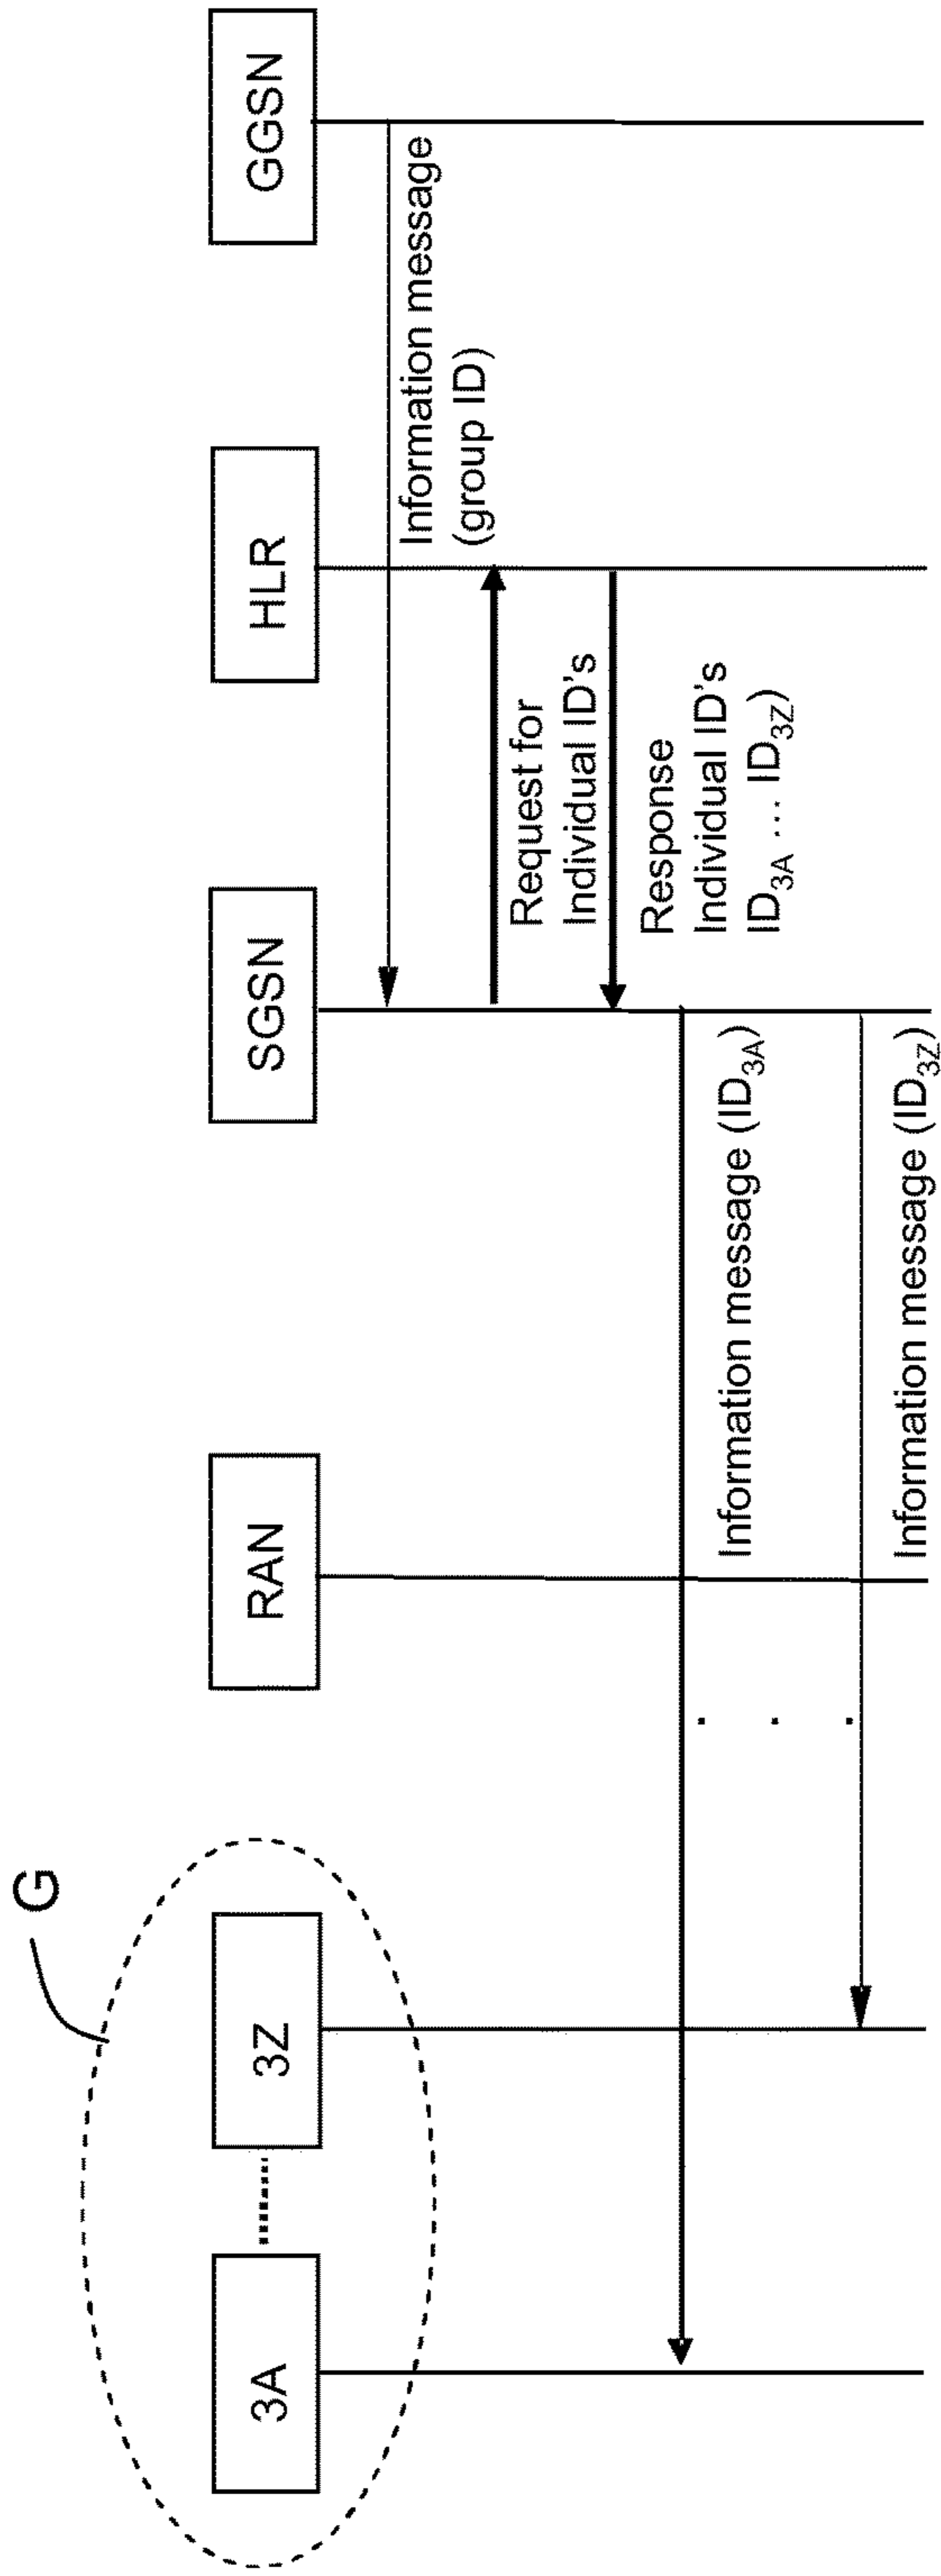 G
3A
3Z
RAN
SGSN
HLR
GGSN
Information message
(group ID)
Request for
Individual ID's
Response
Individual ID's
ID3A ... ID3Z)
Information message (ID3A)
. . .
Information message (ID3Z)